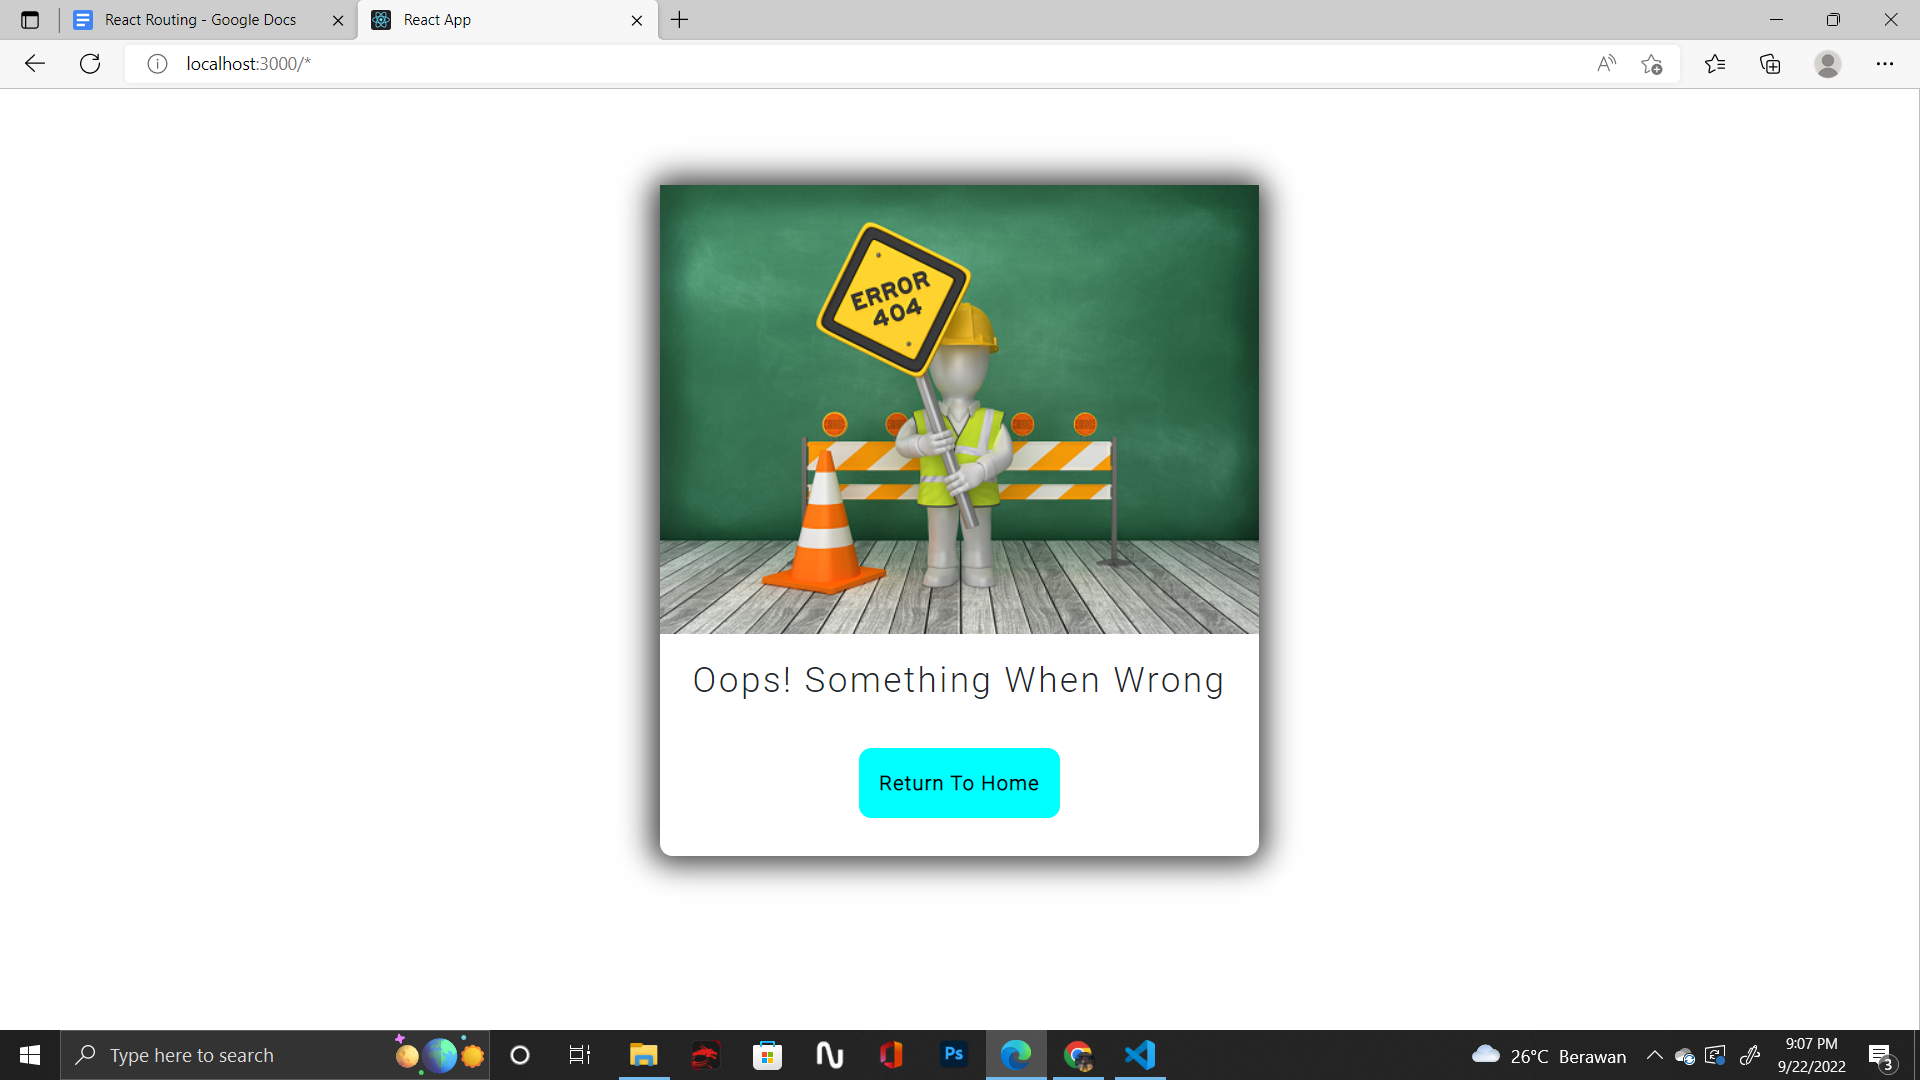 React Routing - Google Docs
React App
localhost:3000/*
ERROR
404
Oops! Something When Wrong
Return To Home
Type here to search
Ps
26°C Berawan
9:07 PM
9/22/2022
3